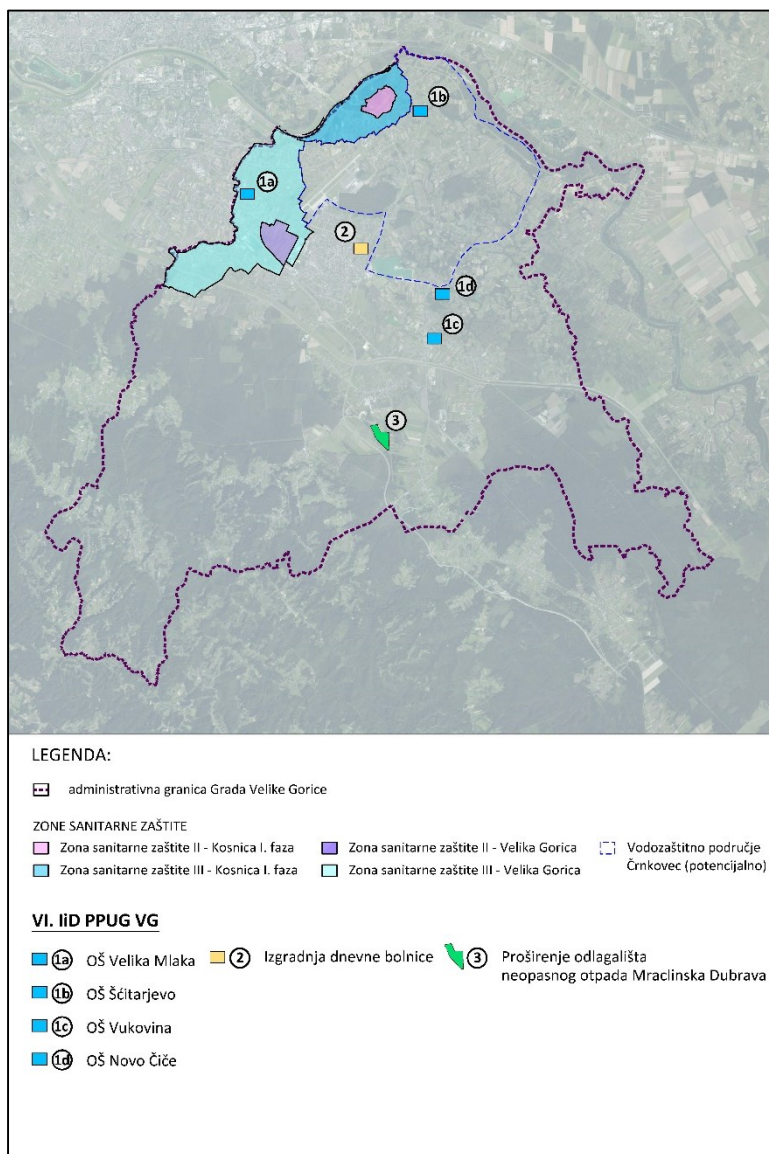 1b
1a
2
1d
1c
3
LEGENDA:
administrativna granica Grada Velike Gorice
ZONE SANITARNE ZAŠTITE
Zona sanitarne zaštite II - Kosnica I. faza
Zona sanitarne zaštite II - Velika Gorica
Vodozaštitno područje
Črnkovec (potencijalno)
Zona sanitarne zaštite III - Kosnica I. faza
Zona sanitarne zaštite III - Velika Gorica
VI. IiD PPUG VG
1a OŠ Velika Mlaka
2 Izgradnja dnevne bolnice
3 Proširenje odlagališta
neopasnog otpada Mraclinska Dubrava
1b OŠ Šćitarjevo
1c OŠ Vukovina
1d OŠ Novo Čiče